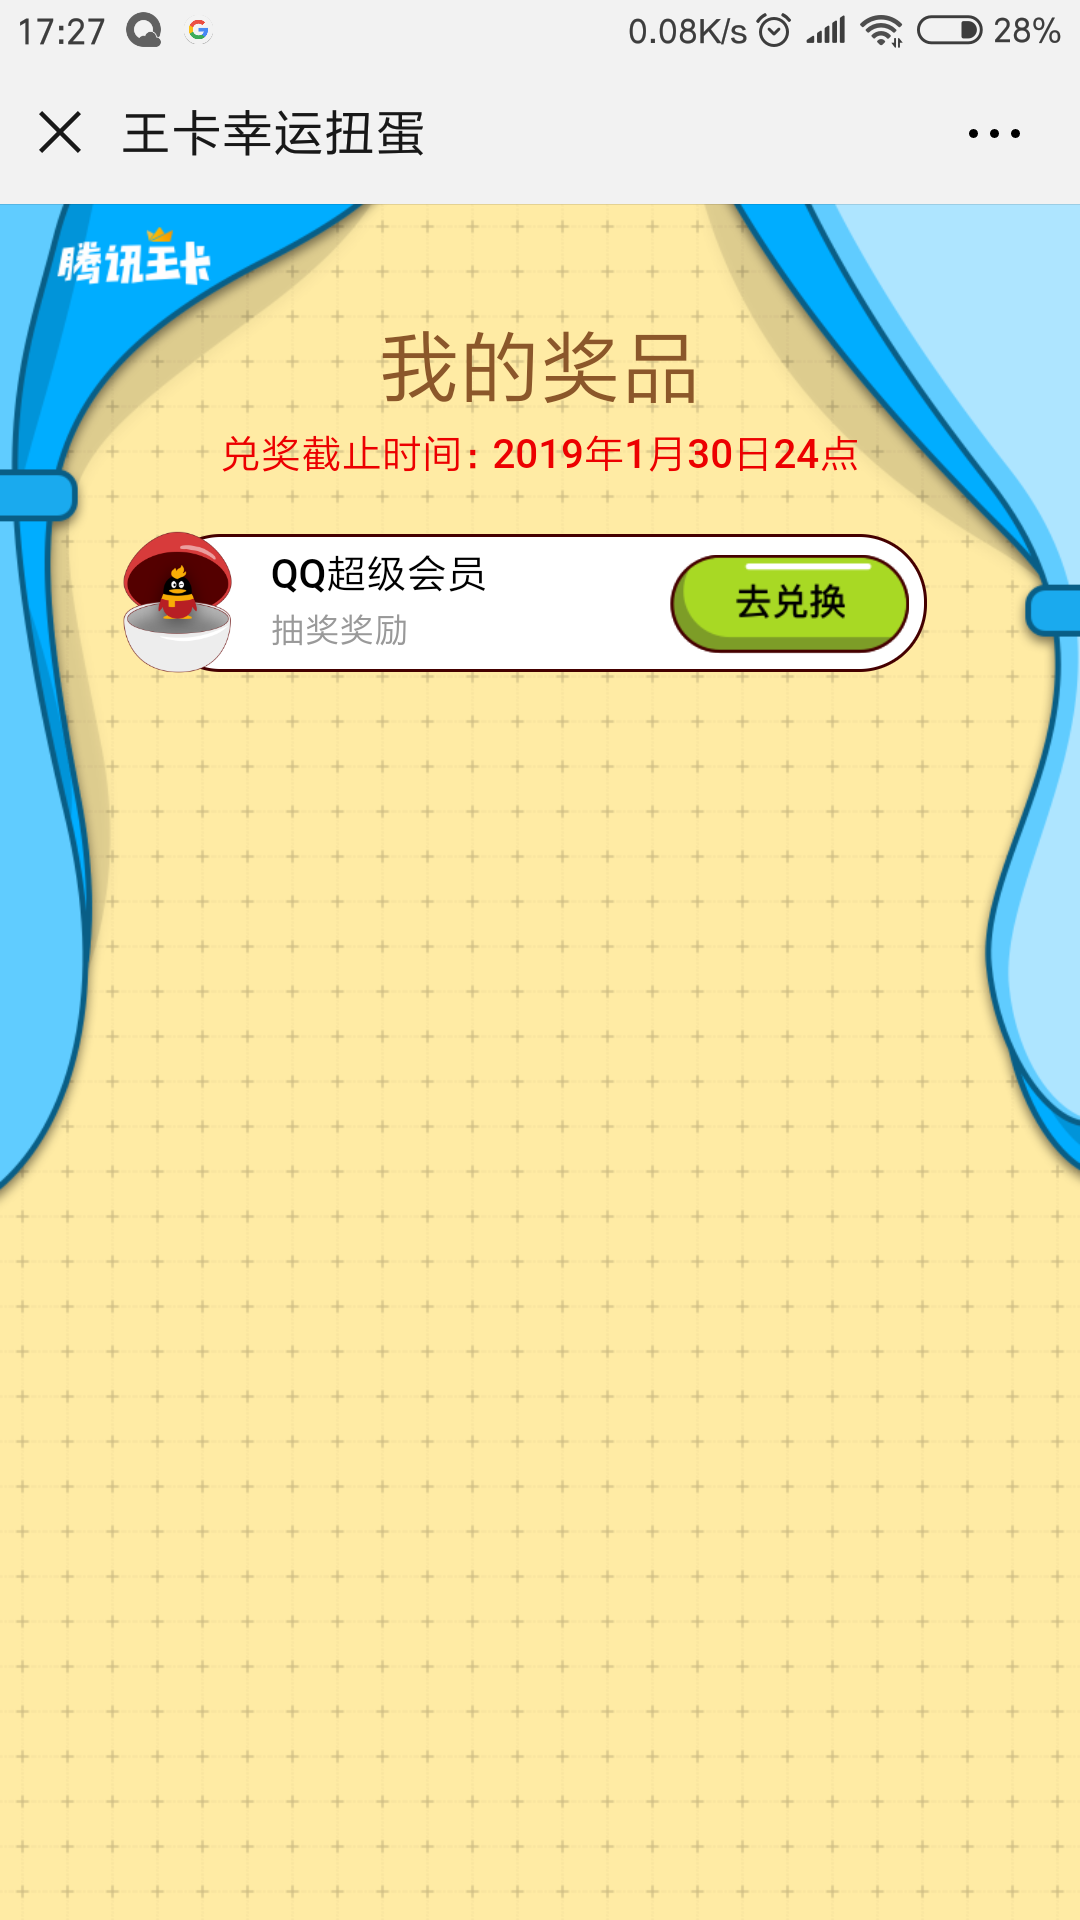 17:27
0.08K/s
28%
王卡幸运扭蛋
腾讯王卡
我的奖品
兑奖截止时间：2019年1月30日24点
QQ超级会员
抽奖奖励
去兑换